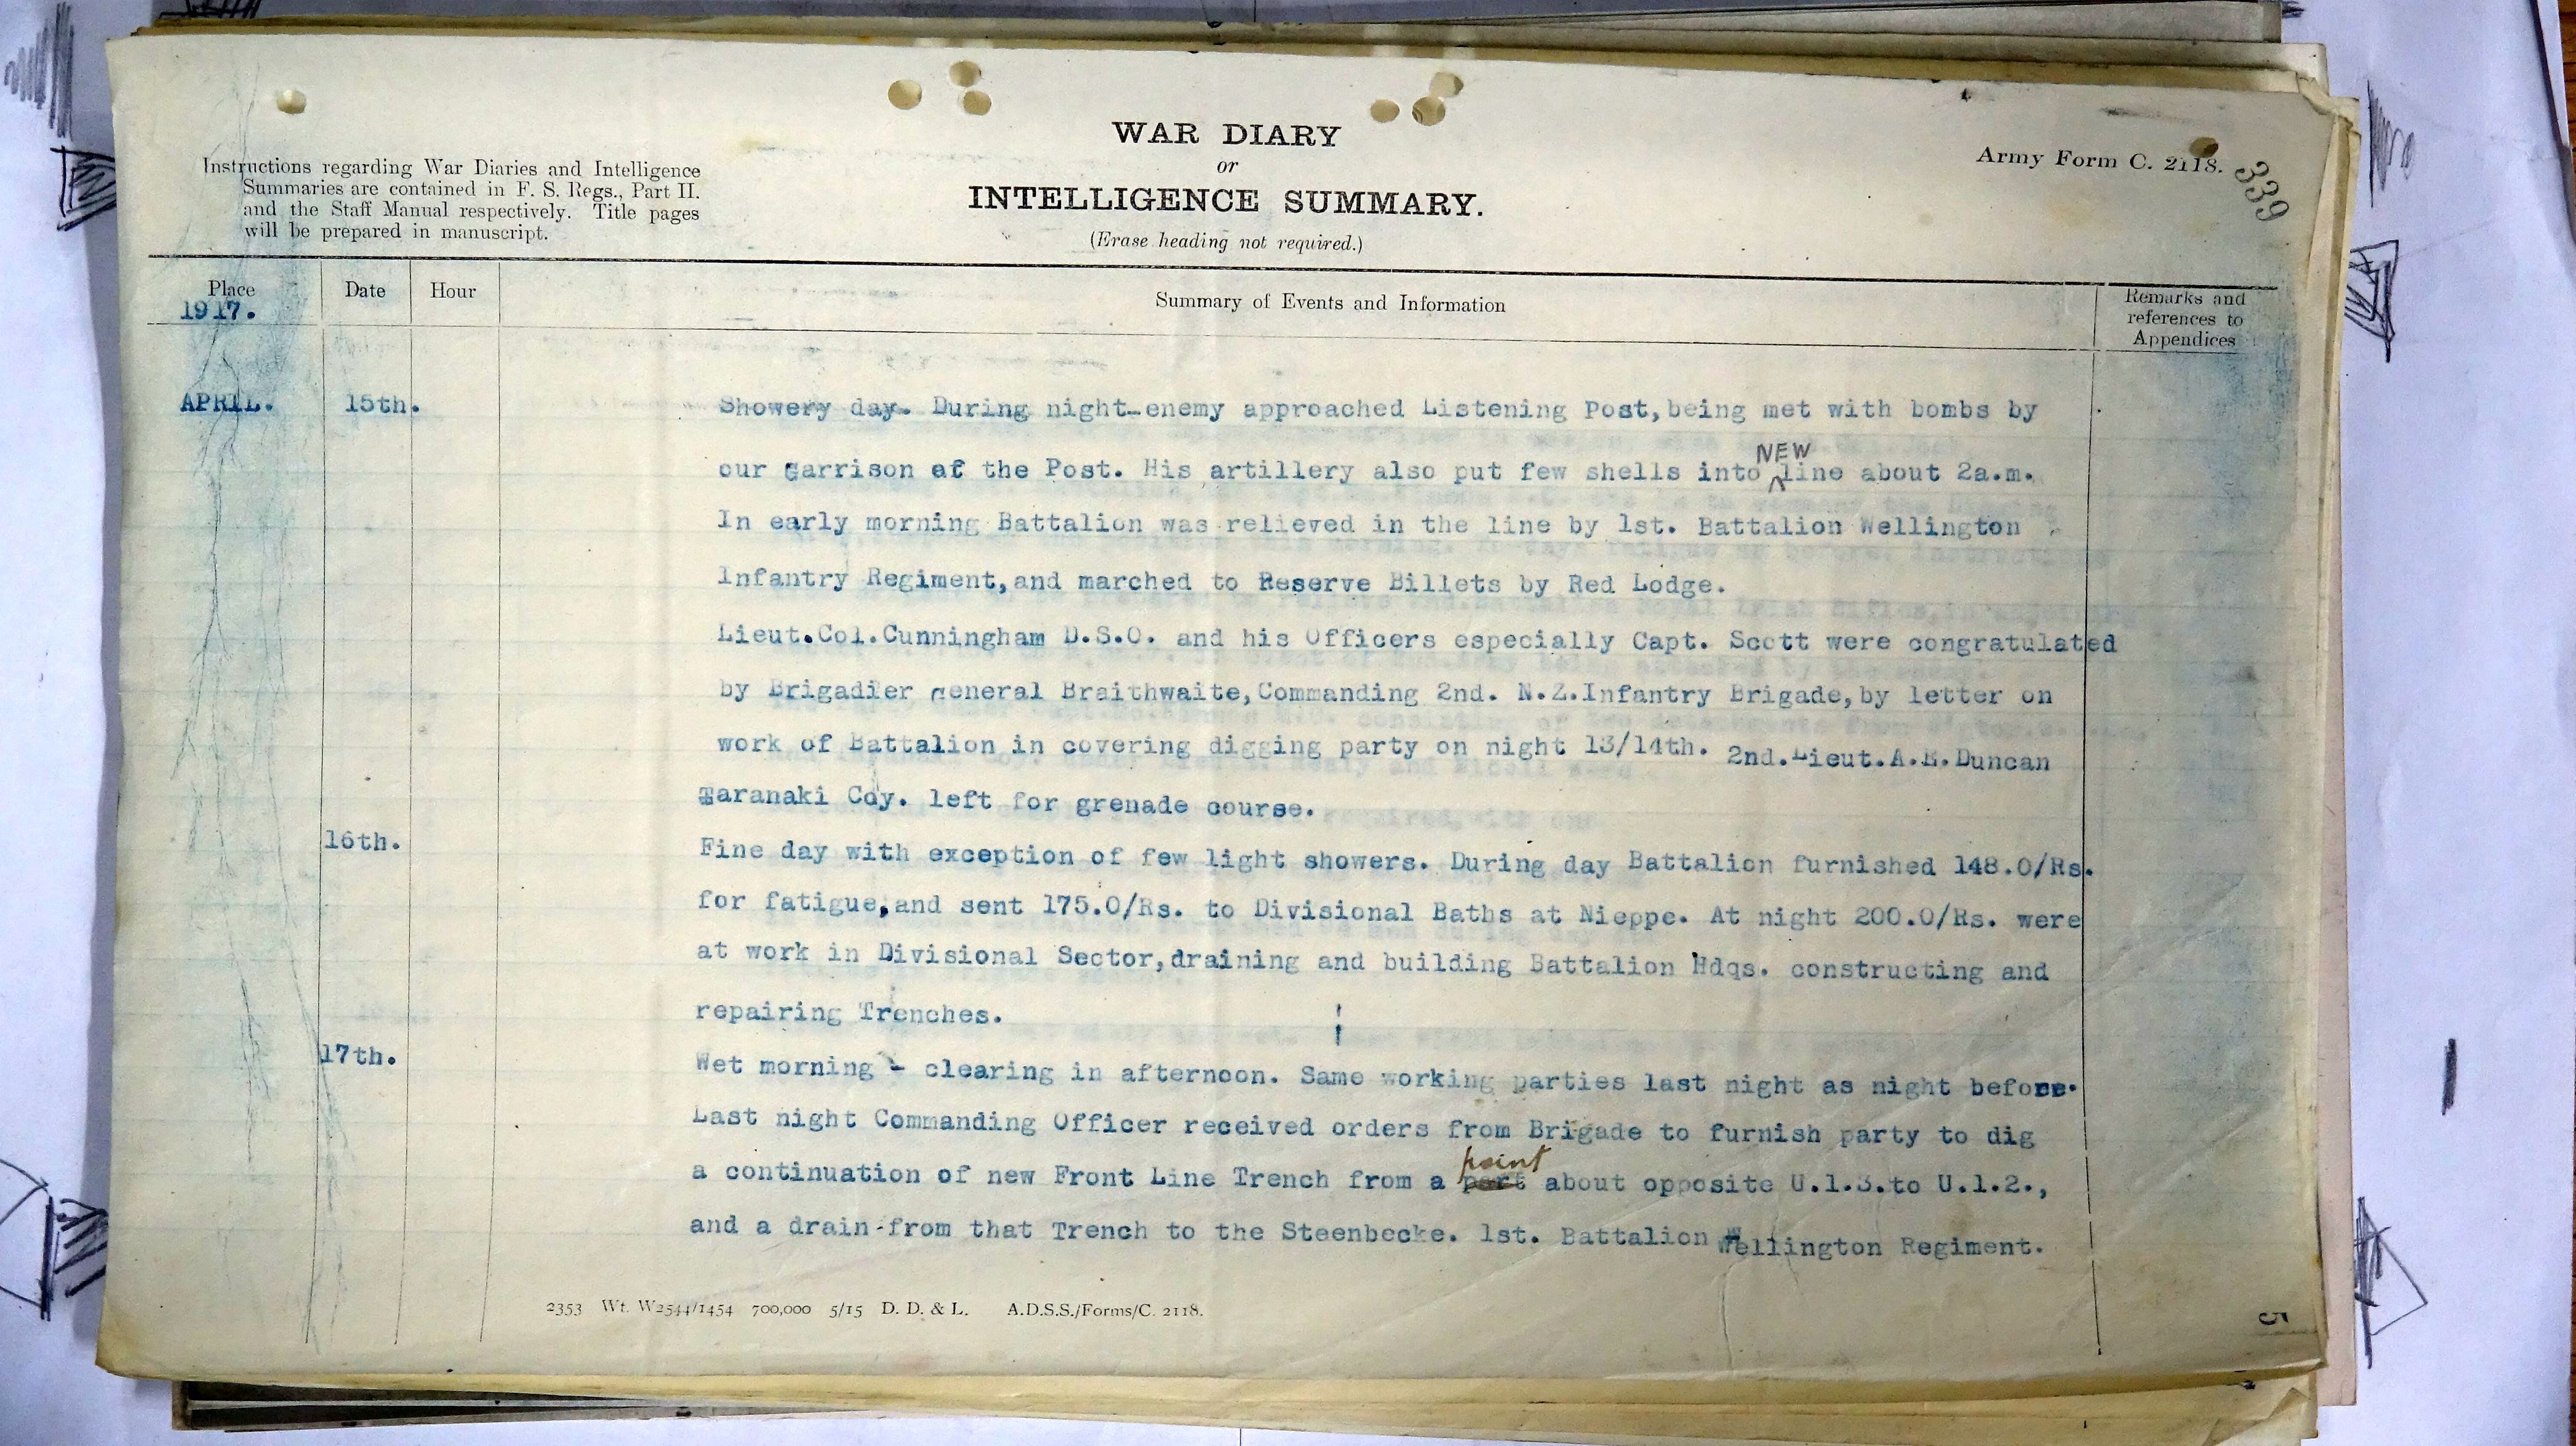 WAR DIARY
or
INTELLIGENCE SUMMARY.
(Erase heading not required.)
Instructions regarding War Diaries and Intelligence
Summaries are contained in F. S. Regs., Part II.
and the Staff Manual respectively. Title pages
will be prepared in manuscript.
Army Form C. 2118.
339
Place
1917.
Date
Hour
Summary of Events and Information
Remarks and
references to
Appendices
APRIL. 15th. Showery day. During night-enemy approached Listening Post,being met with bombs by
NEW
our garrison of the Post. His artillery also put few shells into line about 2a.m.
In early morning Battalion was relieved in the line by 1st. Battalion Wellington
Infantry Regiment,and marched to Reserve Billets by Red Lodge.
Lieut.Col.Cunningham D.S.O. and his Officers especially Capt. Scott were congratulated
by Brigadier General Braithwaite,Commanding 2nd. N.Z.Infantry Brigade,by letter on
work of Battalion in covering digging party on night 13/14th. 2nd.Lieut.A.E.Duncan
Taranaki Coy. left for grenade course.
16th. Fine day with exception of few light showers. During day Battalion furnished 148.O/Rs.
for fatigue,and sent 175.O/Rs. to Divisional Baths at Nieppe. At night 200.O/Rs. were
at work in Divisional Sector,draining and building Battalion Hdqs. constructing and
repairing Trenches.
17th. Wet morning - clearing in afternoon. Same working parties last night as night before.
Last night Commanding Officer received orders from Brigade to furnish party to dig
point
a continuation of new Front Line Trench from a part about opposite U.1.3.to U.1.2.,
and a drain-from that Trench to the Steenbecke. 1st. Battalion Wellington Regiment.
2353 Wt. W2544/1454 700,000 5/15 D. D. & L. A.D.S.S./Forms/C. 2118.
5